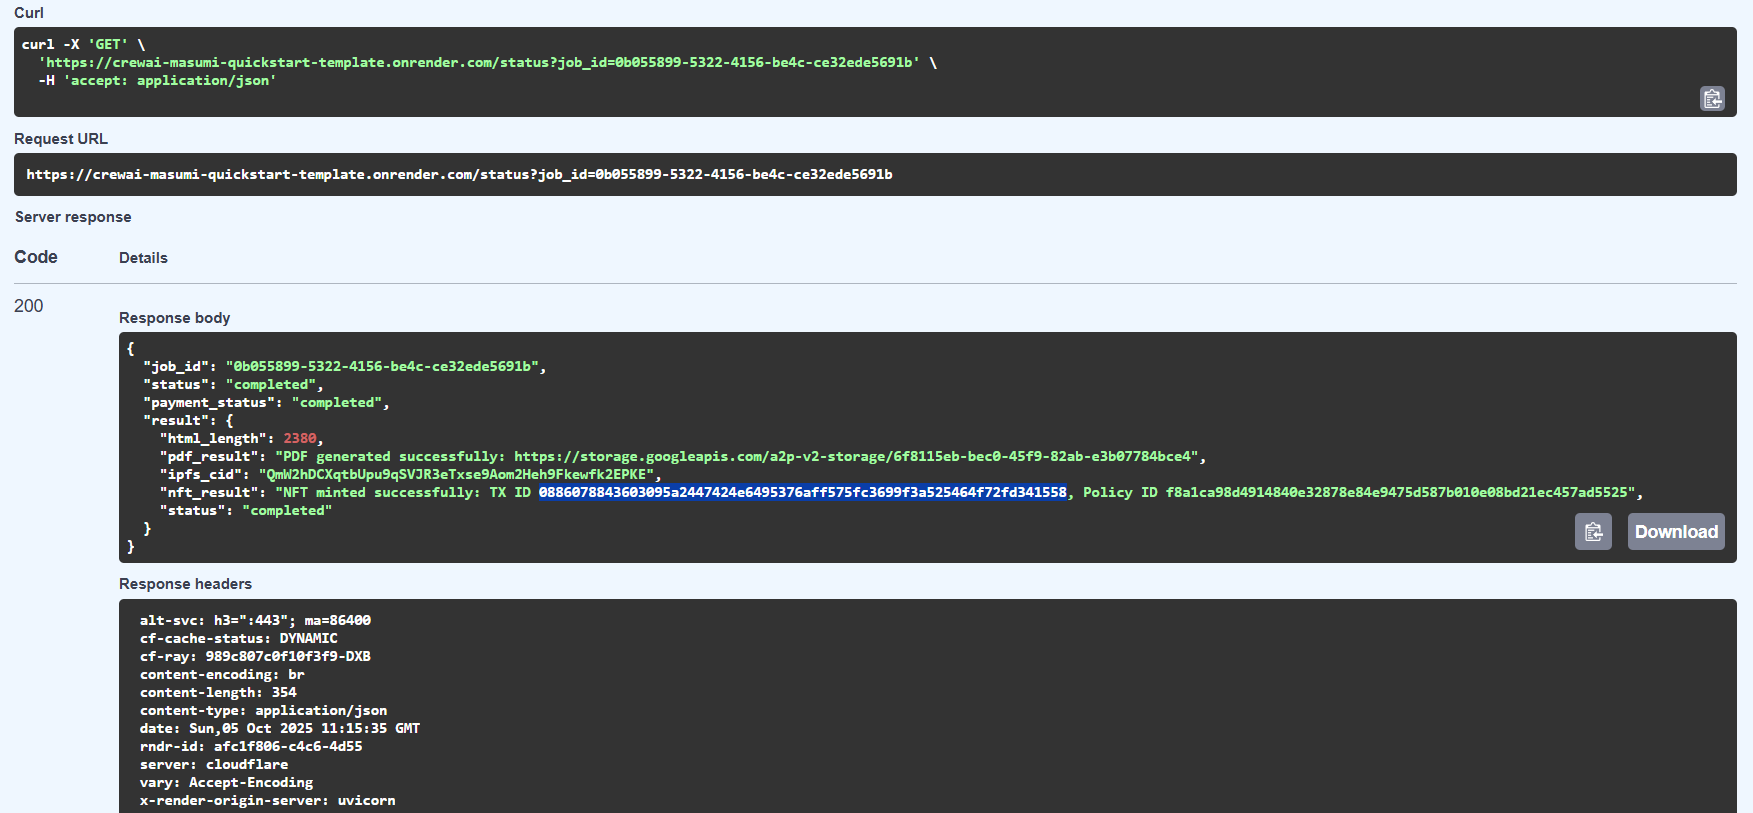 Curl
curl -X 'GET' \
'https://crewai-masumi-quickstart-template.onrender.com/status?job_id=0b055899-5322-4156-be4c-ce32ede5691b' \
-H 'accept: application/json'
Request URL
https://crewai-masumi-quickstart-template.onrender.com/status?job_id=0b055899-5322-4156-be4c-ce32ede5691b
Server response
Code Details
200
Response body
{
"job_id": "0b055899-5322-4156-be4c-ce32ede5691b",
"status": "completed",
"payment_status": "completed",
"result": {
"html_length": 2380,
"pdf_result": "PDF generated successfully: https://storage.googleapis.com/a2p-v2-storage/6f8115eb-bec0-45f9-82ab-e3b07784bce4",
"ipfs_cid": "QmW2hDCXqtbUpu9qSVJR3eTxse9Aom2Heh9Fkewfk2EPKE",
"nft_result": "NFT minted successfully: TX ID 0886078843603095a2447424e6495376aff575fc3699f3a525464f72fd341558, Policy ID f8a1ca98d4914840e32878e84e9475d587b010e08bd21ec457ad5525",
"status": "completed"
}
}
Download
Response headers
alt-svc: h3=":443"; ma=86400
cf-cache-status: DYNAMIC
cf-ray: 989c807c0f10f3f9-DXB
content-encoding: br
content-length: 354
content-type: application/json
date: Sun,05 Oct 2025 11:15:35 GMT
rndr-id: afc1f806-c4c6-4d55
server: cloudflare
vary: Accept-Encoding
x-render-origin-server: uvicorn